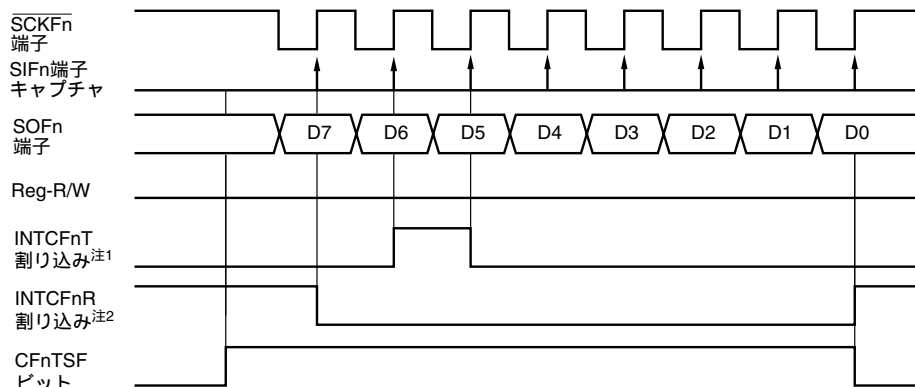 SCKFn
端子
SIFn端子
キャプチャ
SOFn
端子
D7 D6 D5 D4 D3 D2 D1 D0
Reg-R/W
INTCFnT
割り込み注1
INTCFnR
割り込み注2
CFnTSF
ビット